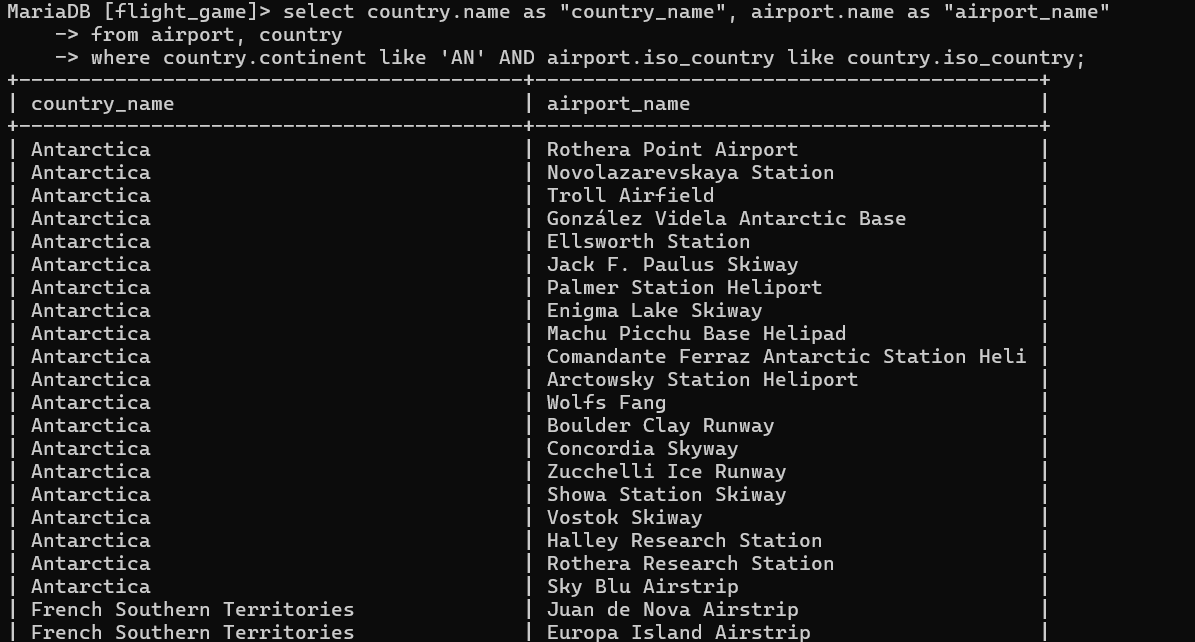 MariaDB [flight_game]> select country.name as "country_name", airport.name as "airport_name"
    -> from airport, country
    -> where country.continent like 'AN' AND airport.iso_country like country.iso_country;
+------------------------------------------+------------------------------------------+
| country_name                             | airport_name                             |
+------------------------------------------+------------------------------------------+
| Antarctica                               | Rothera Point Airport                    |
| Antarctica                               | Novolazarevskaya Station                 |
| Antarctica                               | Troll Airfield                           |
| Antarctica                               | González Videla Antarctic Base           |
| Antarctica                               | Ellsworth Station                        |
| Antarctica                               | Jack F. Paulus Skiway                    |
| Antarctica                               | Palmer Station Heliport                  |
| Antarctica                               | Enigma Lake Skiway                       |
| Antarctica                               | Machu Picchu Base Helipad                |
| Antarctica                               | Comandante Ferraz Antarctic Station Heli |
| Antarctica                               | Arctowsky Station Heliport               |
| Antarctica                               | Wolfs Fang                               |
| Antarctica                               | Boulder Clay Runway                      |
| Antarctica                               | Concordia Skyway                         |
| Antarctica                               | Zucchelli Ice Runway                     |
| Antarctica                               | Showa Station Skiway                     |
| Antarctica                               | Vostok Skiway                            |
| Antarctica                               | Halley Research Station                  |
| Antarctica                               | Rothera Research Station                 |
| Antarctica                               | Sky Blu Airstrip                         |
| French Southern Territories              | Juan de Nova Airstrip                    |
| French Southern Territories              | Europa Island Airstrip                   |